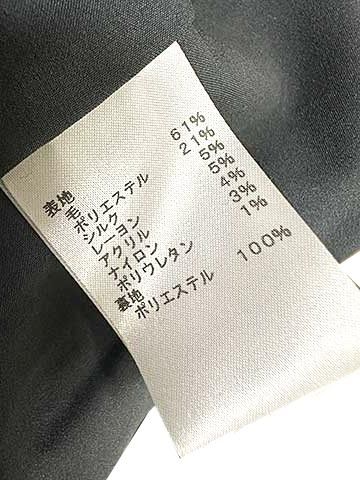 表地
毛 61%
ポリエステル 21%
シルク 5%
レーヨン 5%
アクリル 4%
ナイロン 3%
ポリウレタン 1%
裏地
ポリエステル 100%